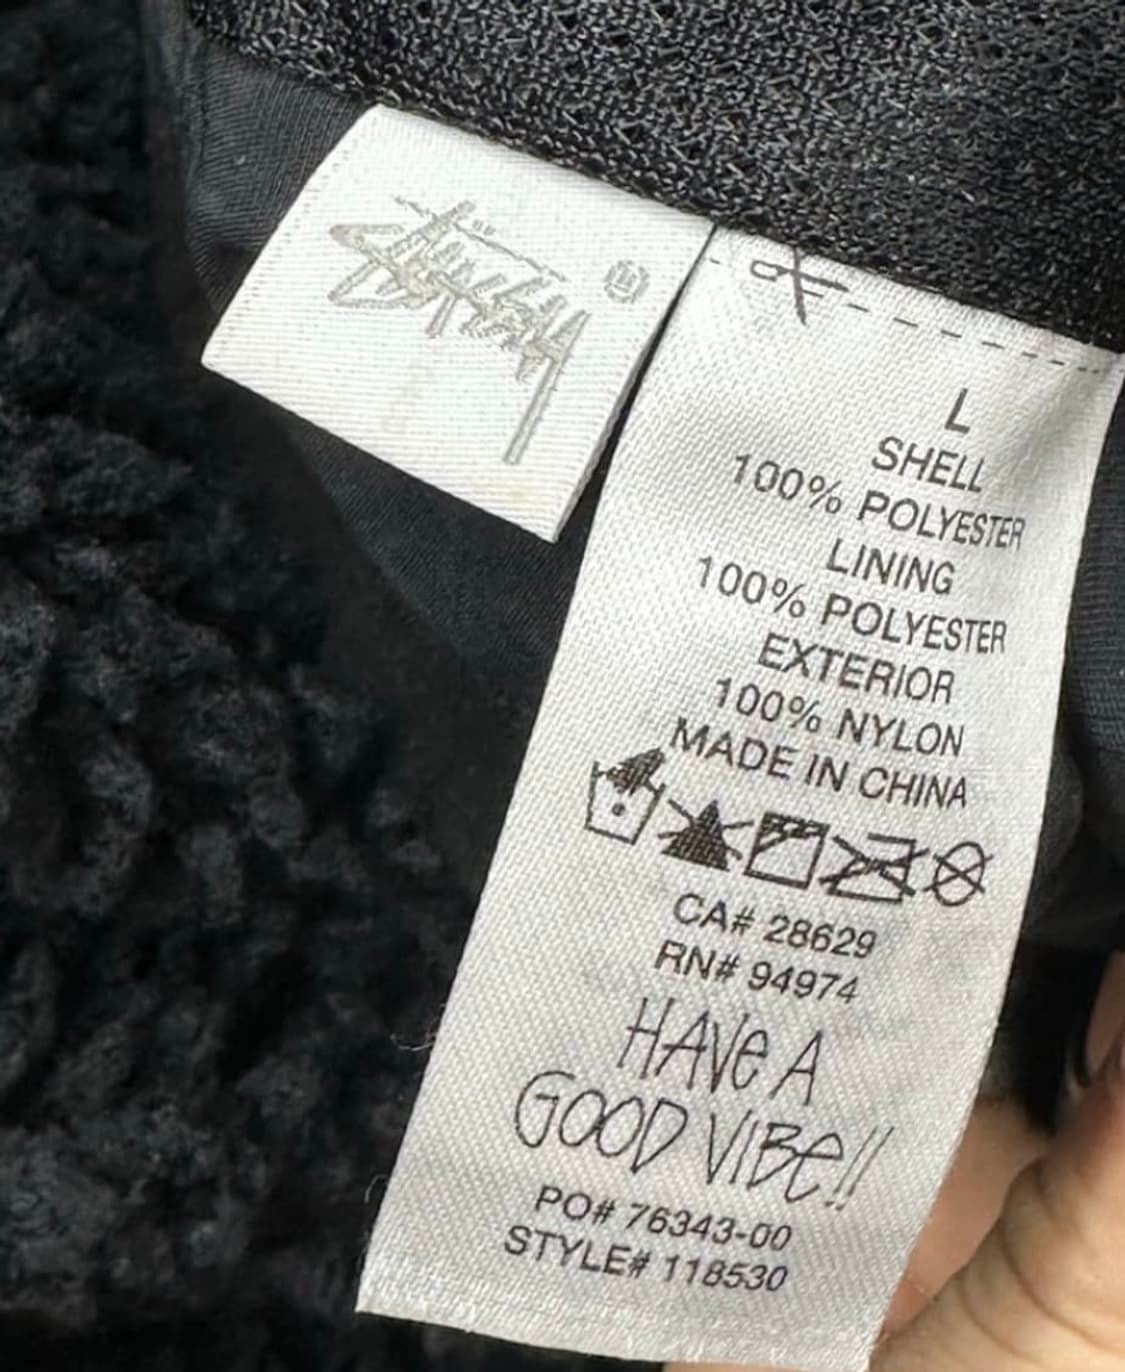 Stüssy
L
SHELL
100% POLYESTER
LINING
100% POLYESTER
EXTERIOR
100% NYLON
MADE IN CHINA
CA# 28629
RN# 94974
HAVe A
GOOD VIBe!!
PO# 76343-00
STYLE# 118530